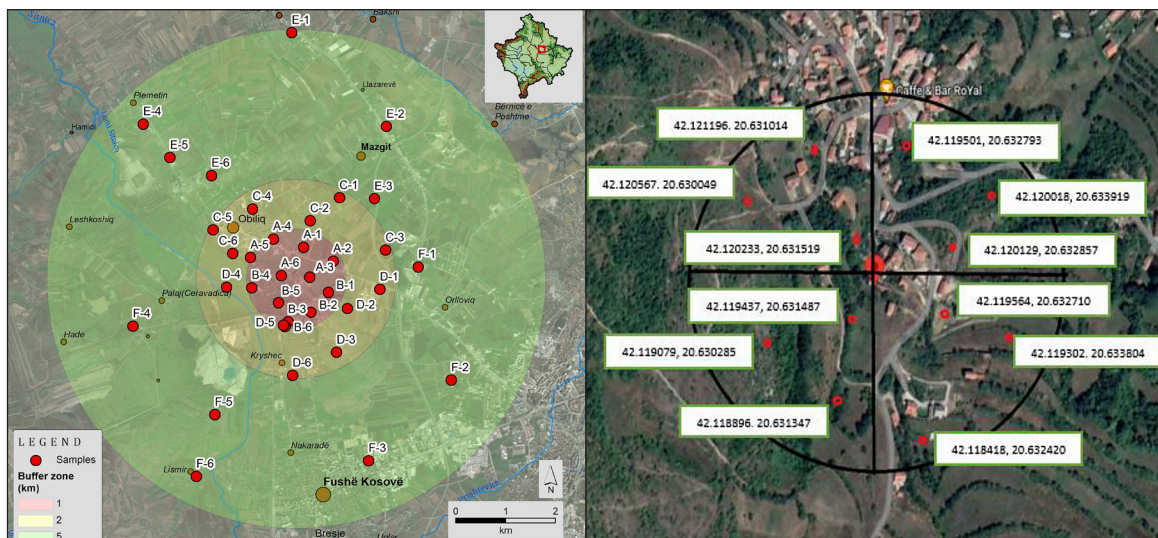 Sitnica
Bakshi
E-1
Llazarevë
Plemetin
E-4
E-2
Bërnicë e
Poshtme
Hamidi
E-5
Mazgit
E-6
C-1
E-3
C-4
C-2
Leshkoshiq
C-5
Obiliq
A-4
A-1
C-6
A-5
A-2
C-3
A-6
A-3
F-1
D-4
B-4
D-1
B-5
B-1
Palaj(Ceravadica)
B-2
D-2
Orlloviq
F-4
B-3
D-5
B-6
Hade
D-3
Kryshec
D-6
F-2
F-5
Nakaradë
F-3
LEGEND
Samples
Lismir
F-6
Buffer zone
(km)
1
2
5
Fushë Kosovë
Prishtevka
N
0 1 2
km
Bresje
Caffe & Bar RoYal
42.121196. 20.631014
42.119501, 20.632793
42.120567. 20.630049
42.120018, 20.633919
42.120233, 20.631519
42.120129, 20.632857
42.119437, 20.631487
42.119564, 20.632710
42.119079, 20.630285
42.119302. 20.633804
42.118896. 20.631347
42.118418, 20.632420